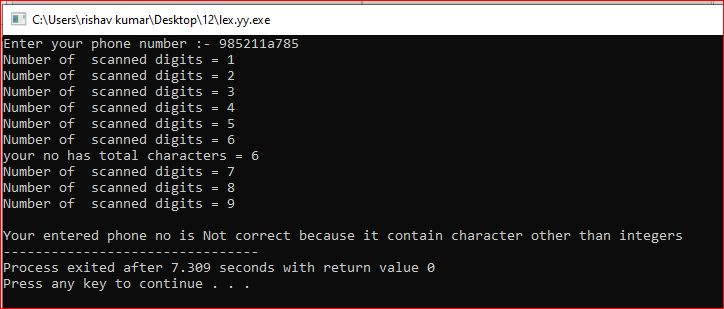 C:\Users\rishav kumar\Desktop\12\lex.yy.exe
Enter your phone number :- 985211a785
Number of  scanned digits = 1
Number of  scanned digits = 2
Number of  scanned digits = 3
Number of  scanned digits = 4
Number of  scanned digits = 5
Number of  scanned digits = 6
your no has total characters = 6
Number of  scanned digits = 7
Number of  scanned digits = 8
Number of  scanned digits = 9
Your entered phone no is Not correct because it contain character other than integers
--------------------------------
Process exited after 7.309 seconds with return value 0
Press any key to continue . . .